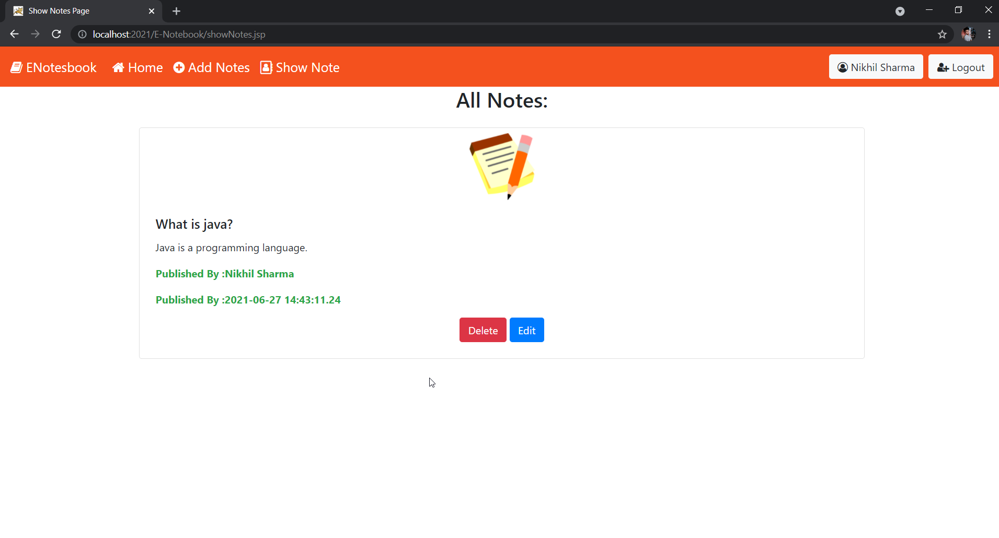 Show Notes Page
localhost:2021/E-Notebook/showNotes.jsp
ENotesbook Home Add Notes Show Note Nikhil Sharma Logout
All Notes:
What is java?
Java is a programming language.
Published By :Nikhil Sharma
Published By :2021-06-27 14:43:11.24
Delete Edit